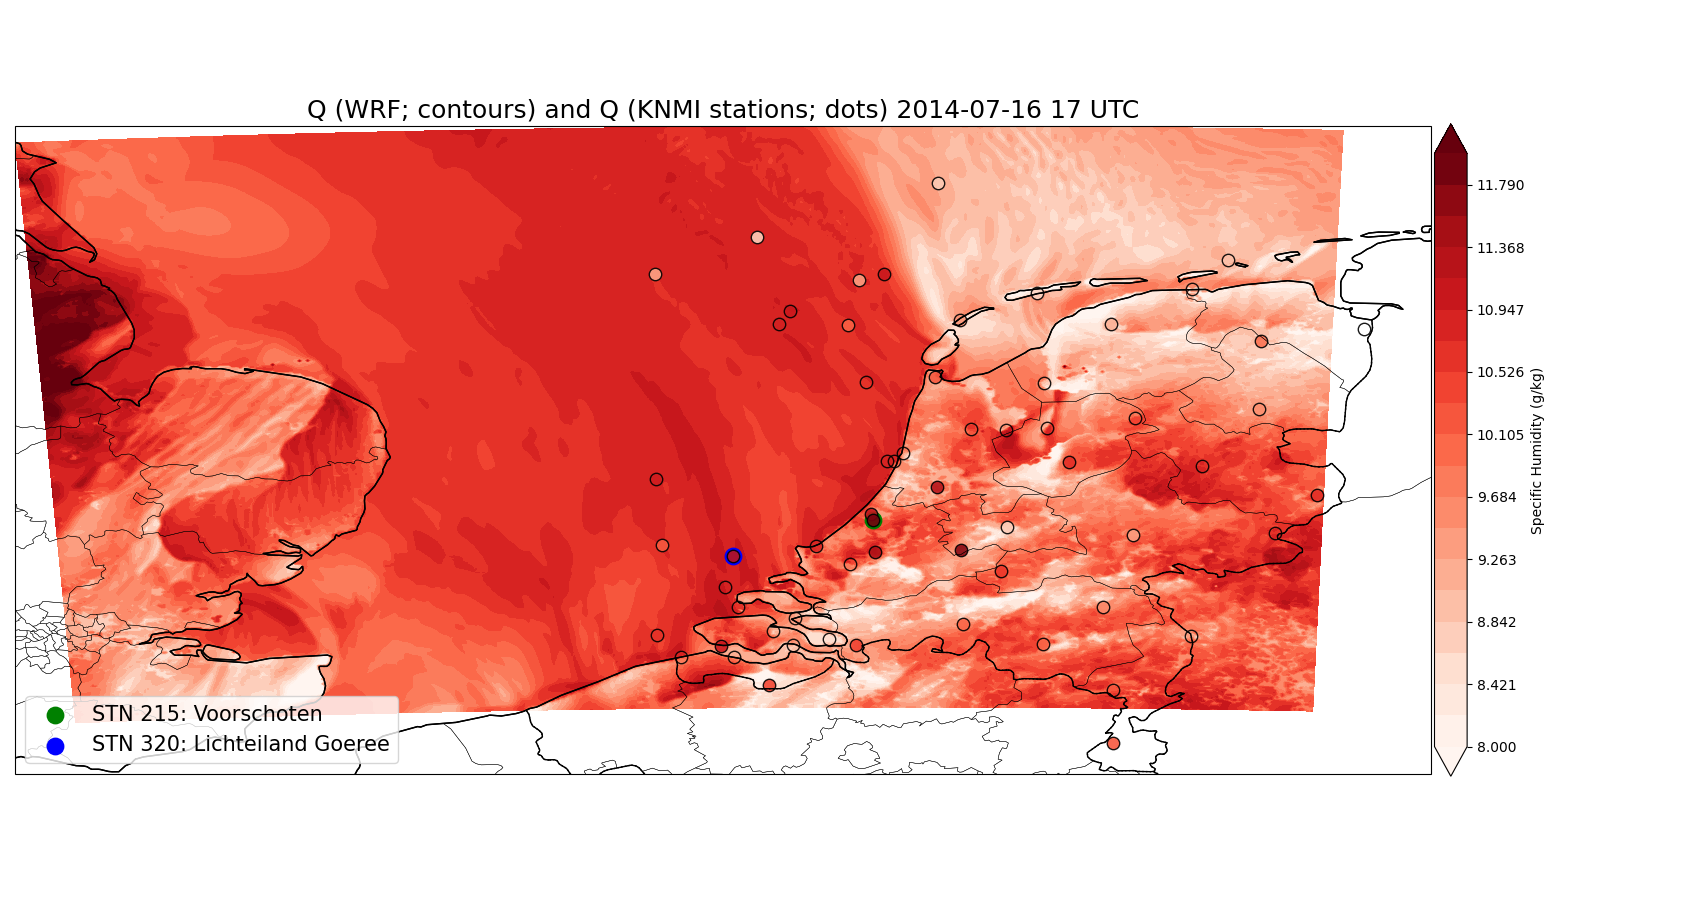 Q (WRF; contours) and Q (KNMI stations; dots) 2014-07-16 17 UTC
11.790
11.368
10.947
10.526
10.105
9.684
9.263
8.842
8.421
8.000
Specific Humidity (g/kg)
STN 215: Voorschoten
STN 320: Lichteiland Goeree